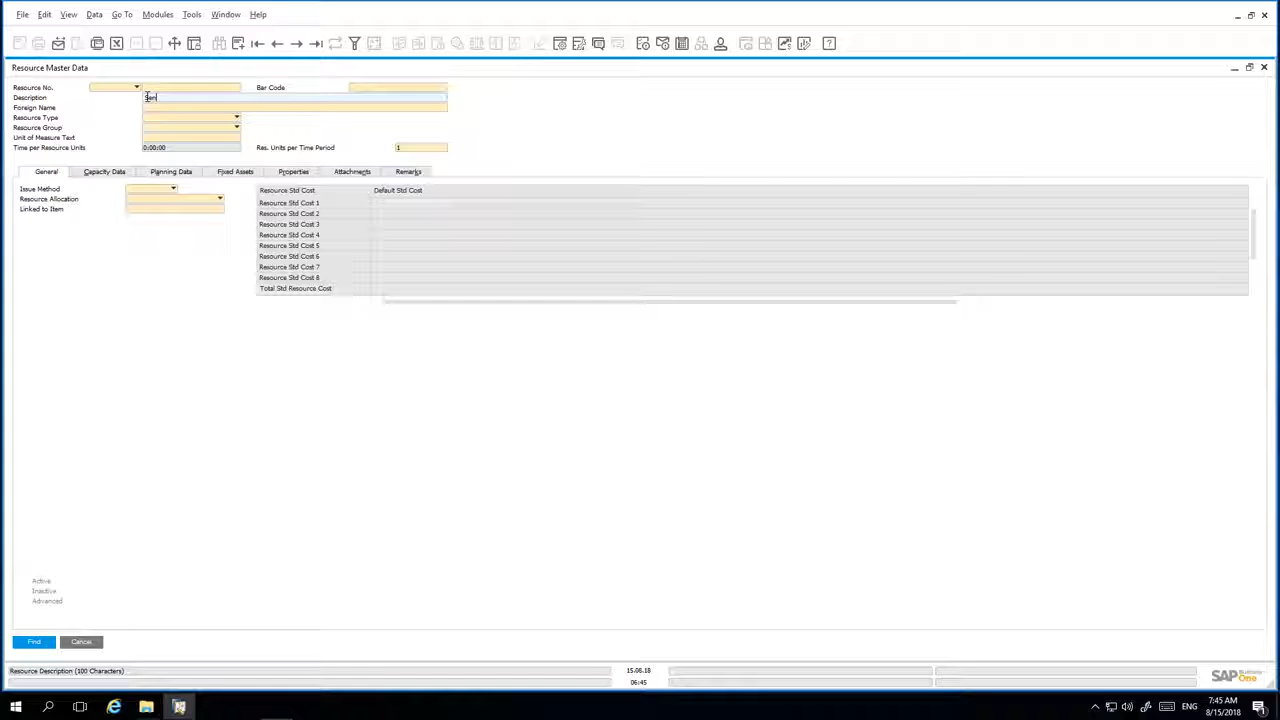 File Edit View Data Go To Modules Tools Window Help
Resource Master Data
Resource No.
Bar Code
Description
Foreign Name
Resource Type
Resource Group
Unit of Measure Text
Time per Resource Units 0:00:00 Res. Units per Time Period 1
General Capacity Data Planning Data Fixed Assets Properties Attachments Remarks
Issue Method
Resource Allocation
Linked to Item
Resource Std Cost Default Std Cost
Resource Std Cost 1
Resource Std Cost 2
Resource Std Cost 3
Resource Std Cost 4
Resource Std Cost 5
Resource Std Cost 6
Resource Std Cost 7
Resource Std Cost 8
Total Std Resource Cost
Active
Inactive
Advanced
Find Cancel
Resource Description (100 Characters) 15.08.18
06:45
SAP Business One
ENG
7:45 AM
8/15/2018